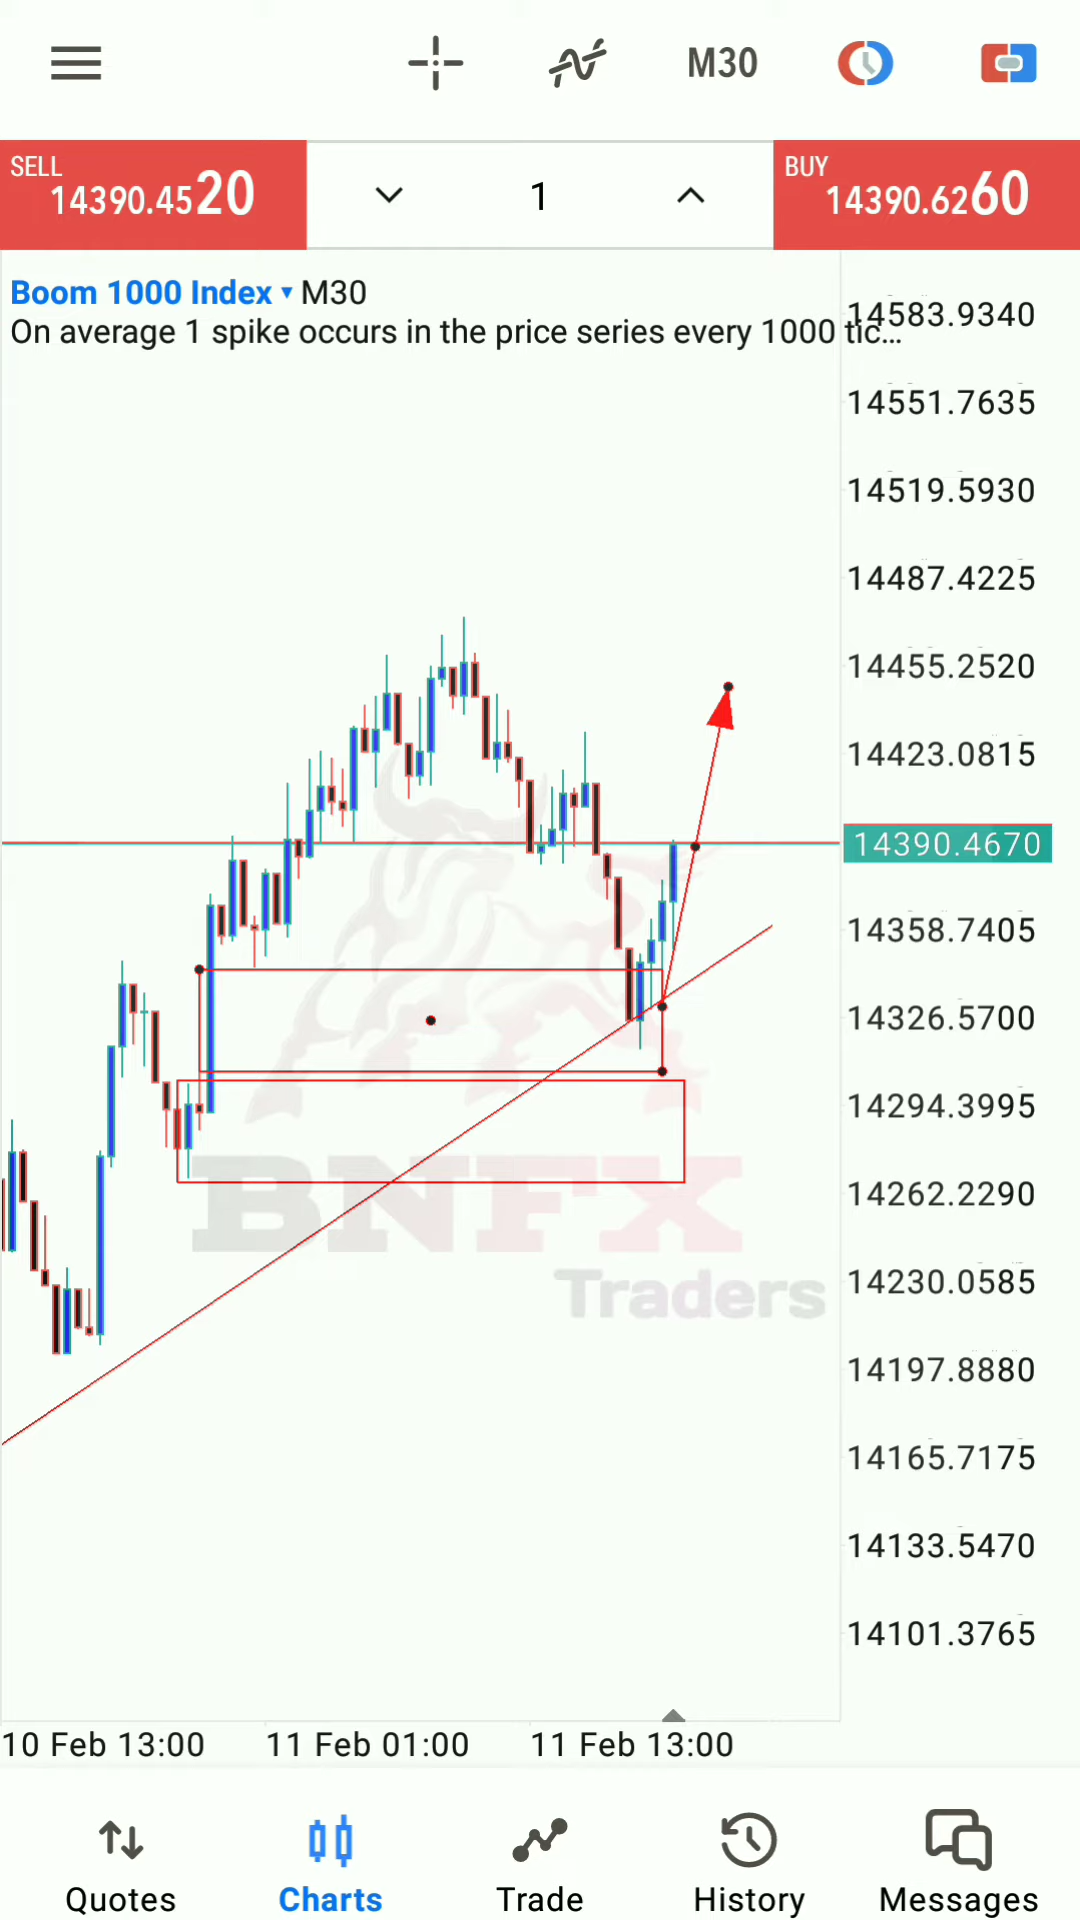 M30
SELL
14390.4520
1
BUY
14390.6260
Boom 1000 Index ▾ M30
On average 1 spike occurs in the price series every 1000 tic...
14583.9340
14551.7635
14519.5930
14487.4225
14455.2520
14423.0815
14390.4670
14358.7405
14326.5700
14294.3995
14262.2290
14230.0585
14197.8880
14165.7175
14133.5470
14101.3765
BNFX
Traders
10 Feb 13:00
11 Feb 01:00
11 Feb 13:00
Quotes
Charts
Trade
History
Messages